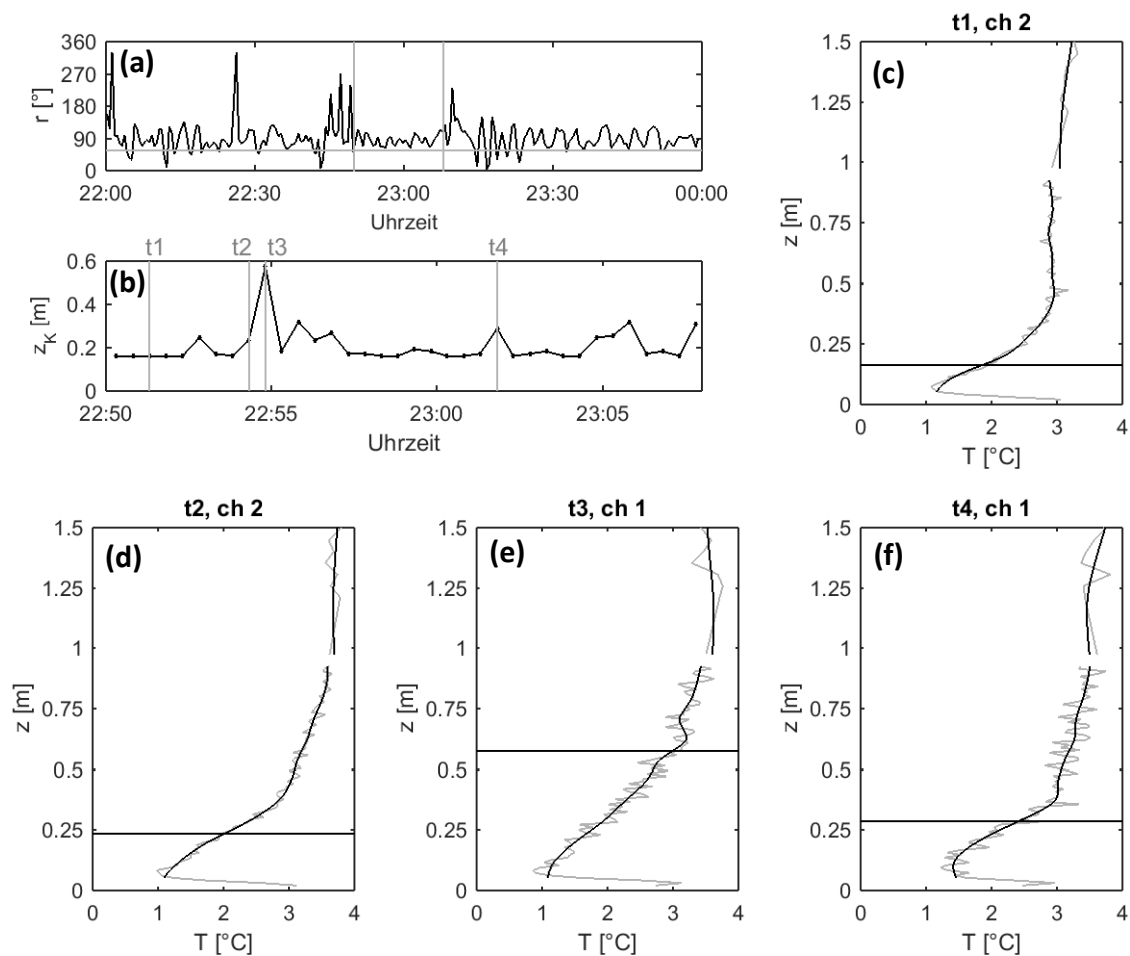 t1, ch 2
360
270
180
90
0
r [°]
(a)
22:00
22:30
23:00
23:30
00:00
Uhrzeit
t1
t2
t3
t4
0.6
0.4
0.2
0
z_K [m]
(b)
22:50
22:55
23:00
23:05
Uhrzeit
1.5
1.25
1
0.75
0.5
0.25
0
z [m]
(c)
0
1
2
3
4
T [°C]
t2, ch 2
1.5
1.25
1
0.75
0.5
0.25
0
z [m]
(d)
0
1
2
3
4
T [°C]
t3, ch 1
1.5
1.25
1
0.75
0.5
0.25
0
z [m]
(e)
0
1
2
3
4
T [°C]
t4, ch 1
1.5
1.25
1
0.75
0.5
0.25
0
z [m]
(f)
0
1
2
3
4
T [°C]